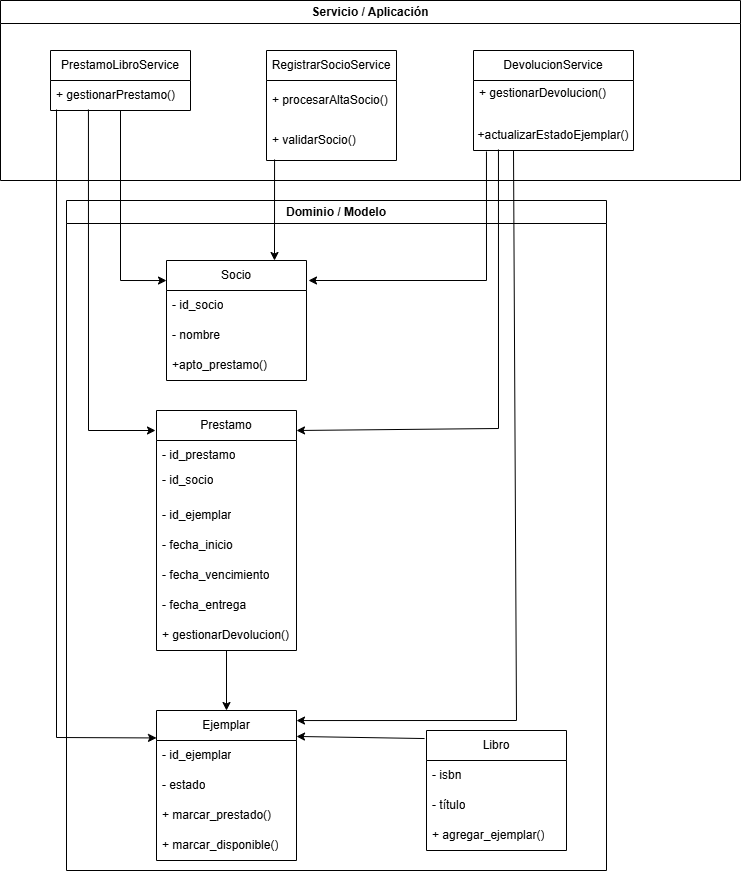 Servicio / Aplicación
PrestamoLibroService
+ gestionarPrestamo()
RegistrarSocioService
+ procesarAltaSocio()
+ validarSocio()
DevolucionService
+ gestionarDevolucion()
+actualizarEstadoEjemplar()
Dominio / Modelo
Socio
- id_socio
- nombre
+apto_prestamo()
Prestamo
- id_prestamo
- id_socio
- id_ejemplar
- fecha_inicio
- fecha_vencimiento
- fecha_entrega
+ gestionarDevolucion()
Ejemplar
- id_ejemplar
- estado
+ marcar_prestado()
+ marcar_disponible()
Libro
- isbn
- título
+ agregar_ejemplar()